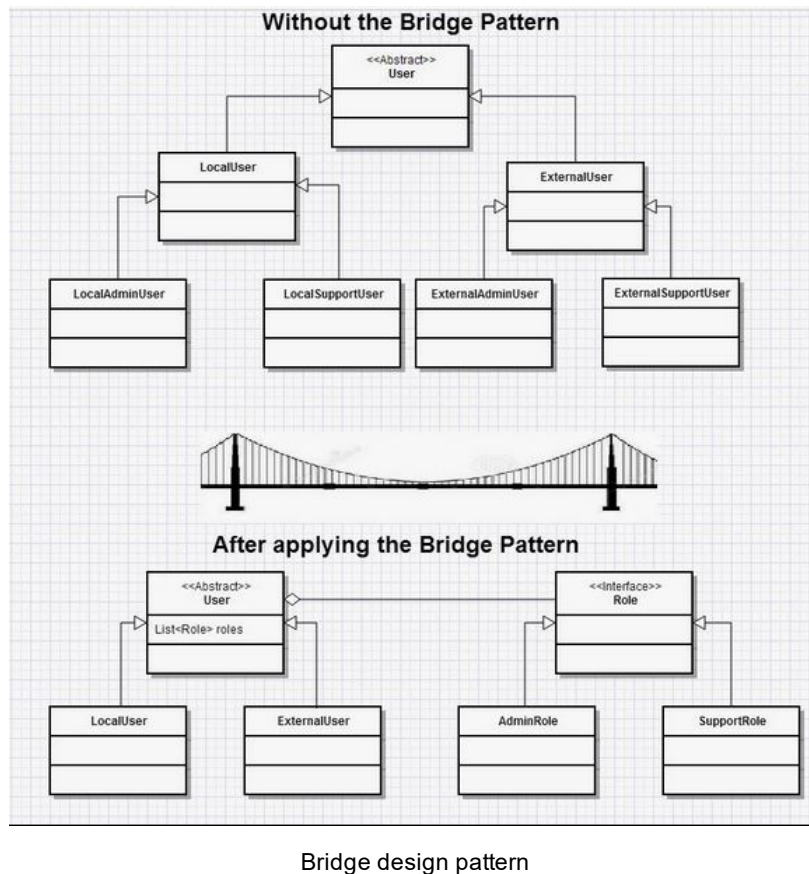 Without the Bridge Pattern
<<Abstract>>
User
LocalUser
ExternalUser
LocalAdminUser
LocalSupportUser
ExternalAdminUser
ExternalSupportUser
After applying the Bridge Pattern
<<Abstract>>
User
List<Role> roles
<<Interface>>
Role
LocalUser
ExternalUser
AdminRole
SupportRole
Bridge design pattern